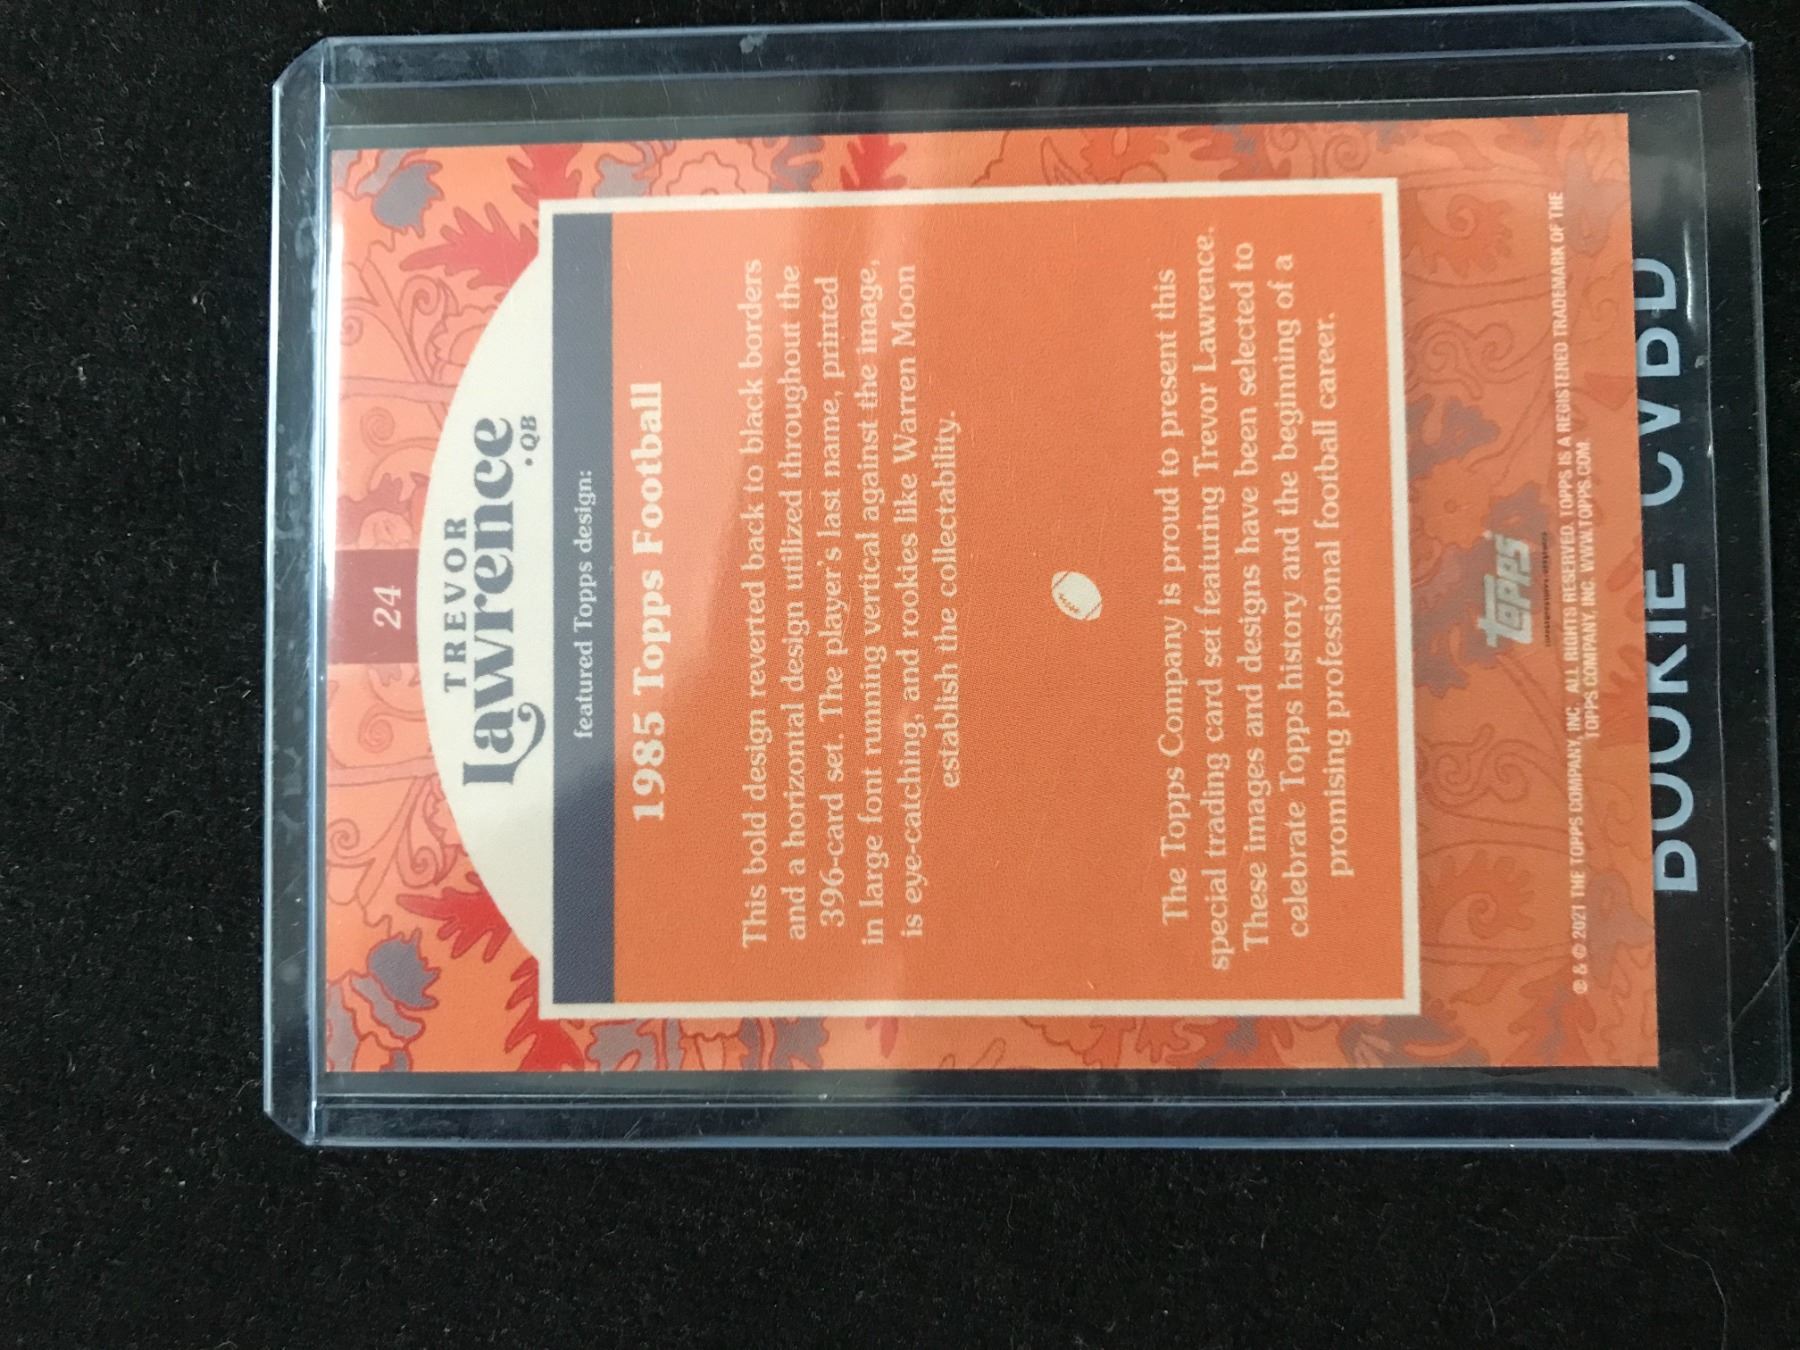 24
TREVOR
Lawrence
• QB
featured Topps design:
1985 Topps Football
This bold design reverted back to black borders
and a horizontal design utilized throughout the
396-card set. The player's last name, printed
in large font running vertical against the image,
is eye-catching, and rookies like Warren Moon
establish the collectability.
The Topps Company is proud to present this
special trading card set featuring Trevor Lawrence.
These images and designs have been selected to
celebrate Topps history and the beginning of a
promising professional football career.
topps
® & © 2021 THE TOPPS COMPANY, INC. ALL RIGHTS RESERVED. TOPPS IS A REGISTERED TRADEMARK OF THE
TOPPS COMPANY, INC. WWW.TOPPS.COM.
ROOKIE CARD